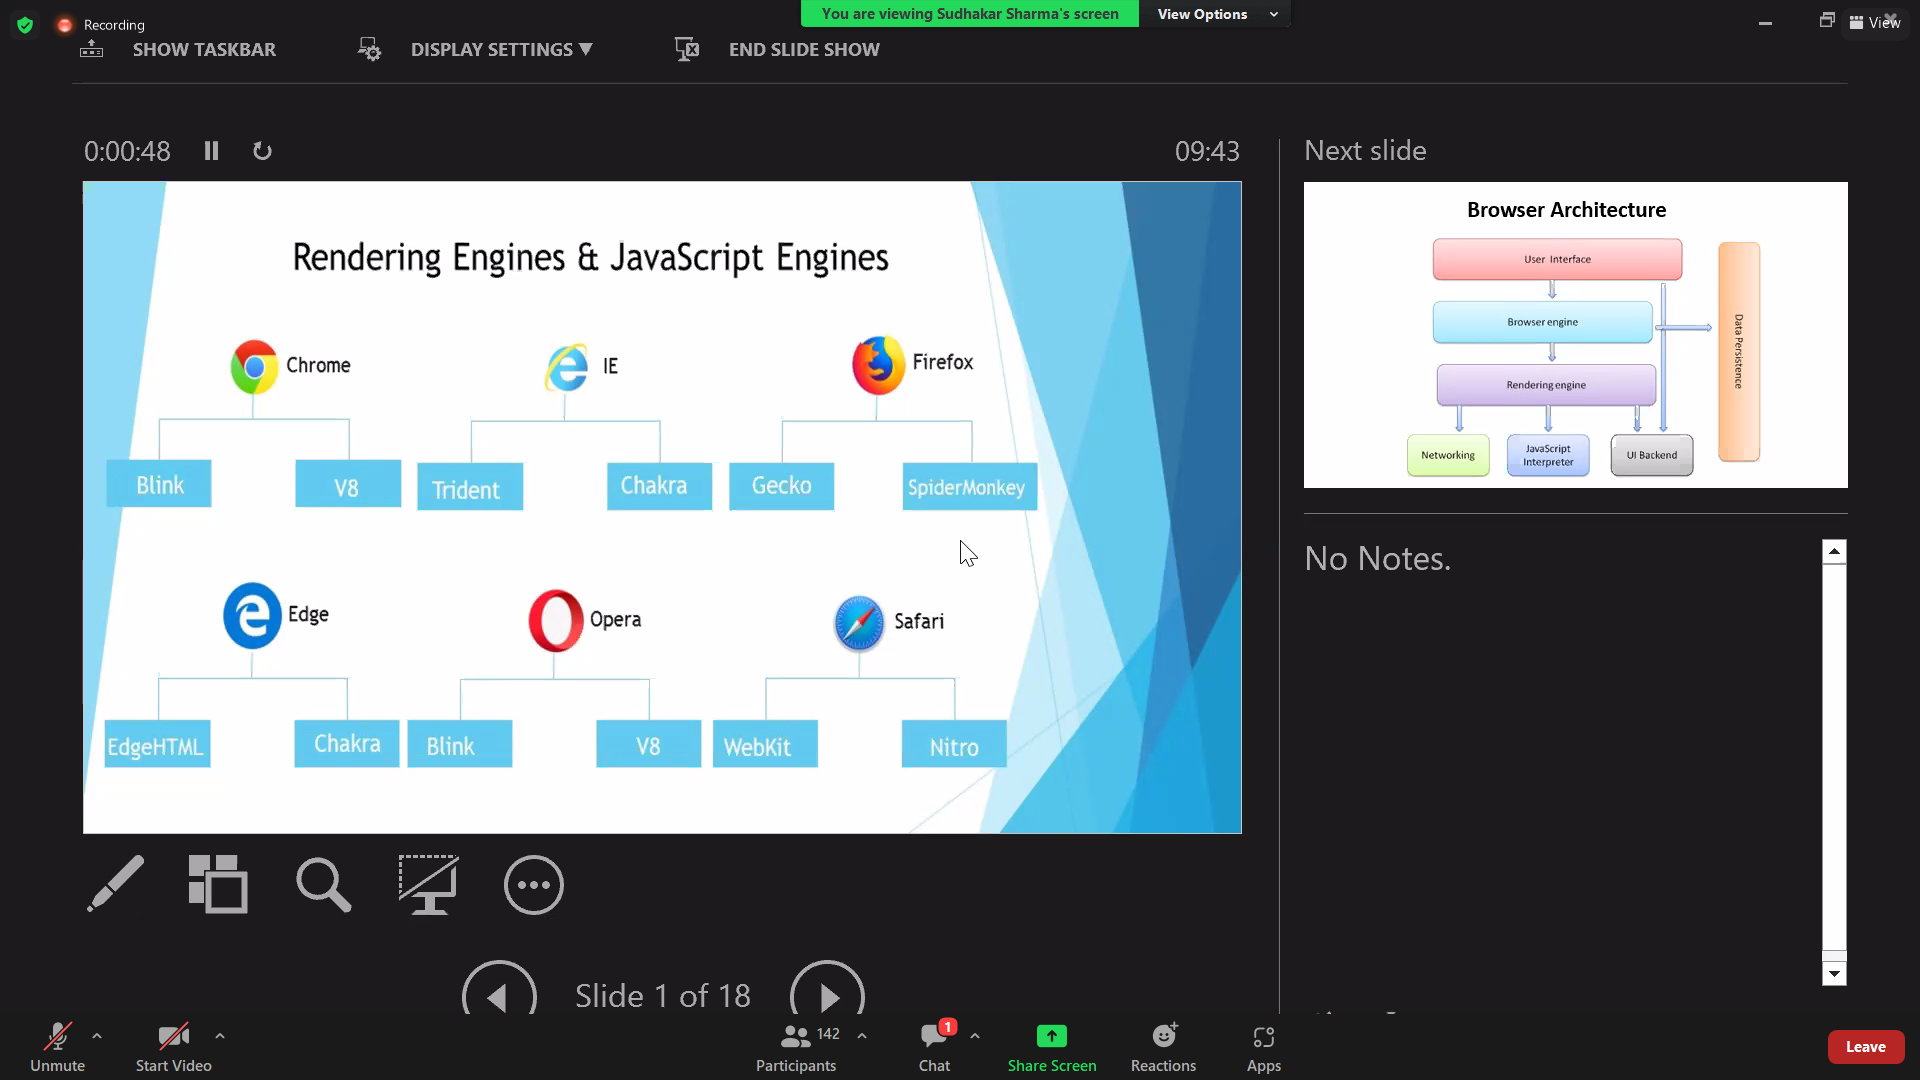 Recording
You are viewing Sudhakar Sharma's screen
View Options
View
SHOW TASKBAR
DISPLAY SETTINGS ▼
END SLIDE SHOW
0:00:48
09:43
Next slide
Rendering Engines & JavaScript Engines
Chrome
IE
Firefox
Blink
V8
Trident
Chakra
Gecko
SpiderMonkey
Edge
Opera
Safari
EdgeHTML
Chakra
Blink
V8
WebKit
Nitro
Browser Architecture
User Interface
Browser engine
Rendering engine
Data Persistence
Networking
JavaScript
Interpreter
UI Backend
No Notes.
Slide 1 of 18
Unmute
Start Video
142
Participants
1
Chat
Share Screen
Reactions
Apps
Leave